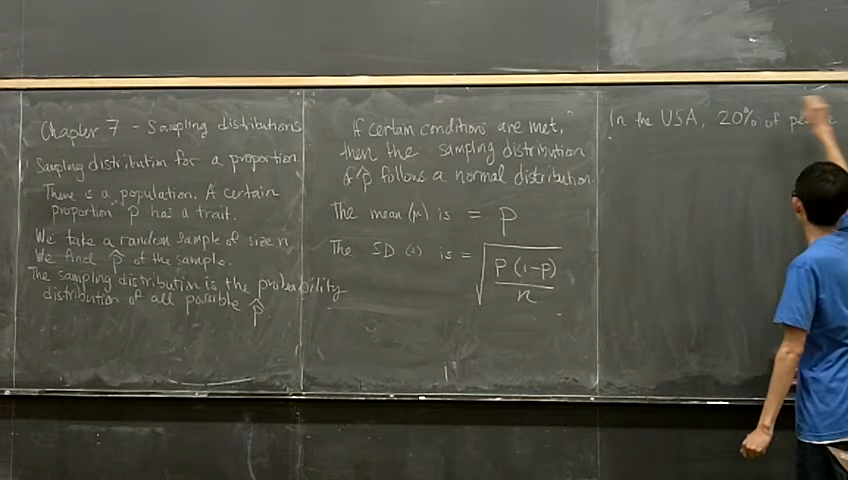 Chapter 7 - Sampling distributions
Sampling distribution for a proportion.
There is a population. A certain
proportion p has a trait.
We take a random sample of size n
We find p̂ of the sample.
The sampling distribution is the probability
distribution of all possible p̂
If certain conditions are met,
then the sampling distribution
of p̂ follows a normal distribution.
The mean (μ) is = p
The SD (s) is = √(p(1-p)/n)
In the USA, 20% of